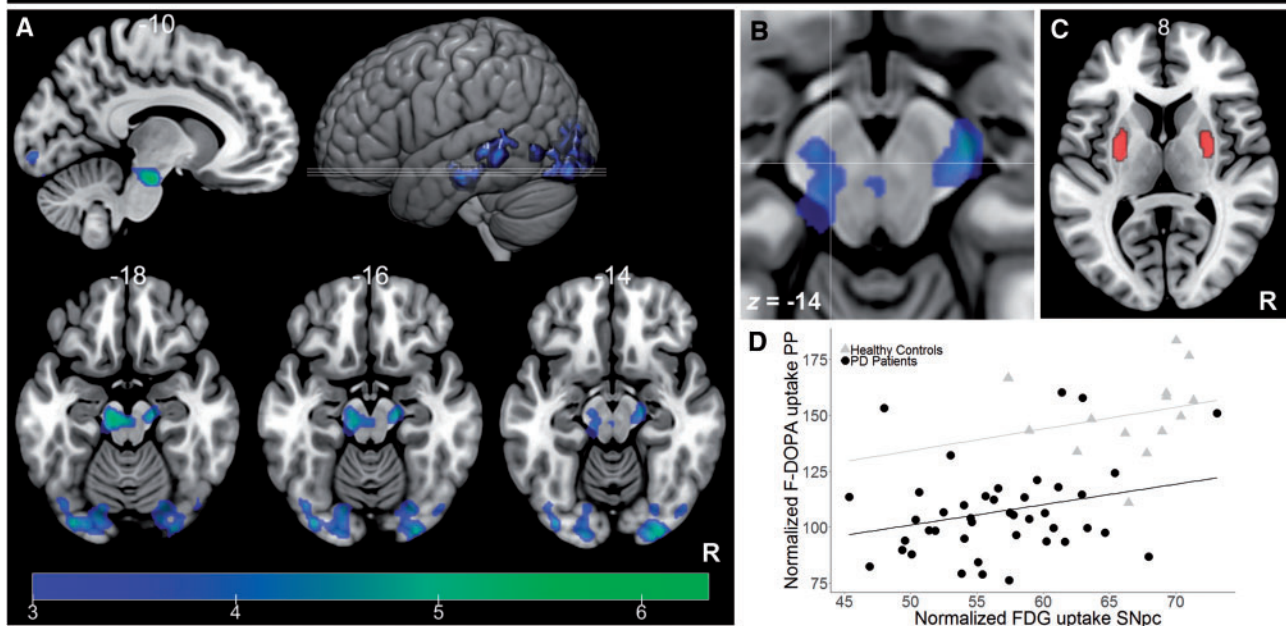 A
-10
-18
-16
-14
R
3
4
5
6
B
z = -14
C
8
R
D
Healthy Controls
PD Patients
Normalized F-DOPA uptake PP
175
150
125
100
75
45
50
55
60
65
70
Normalized FDG uptake SNpc